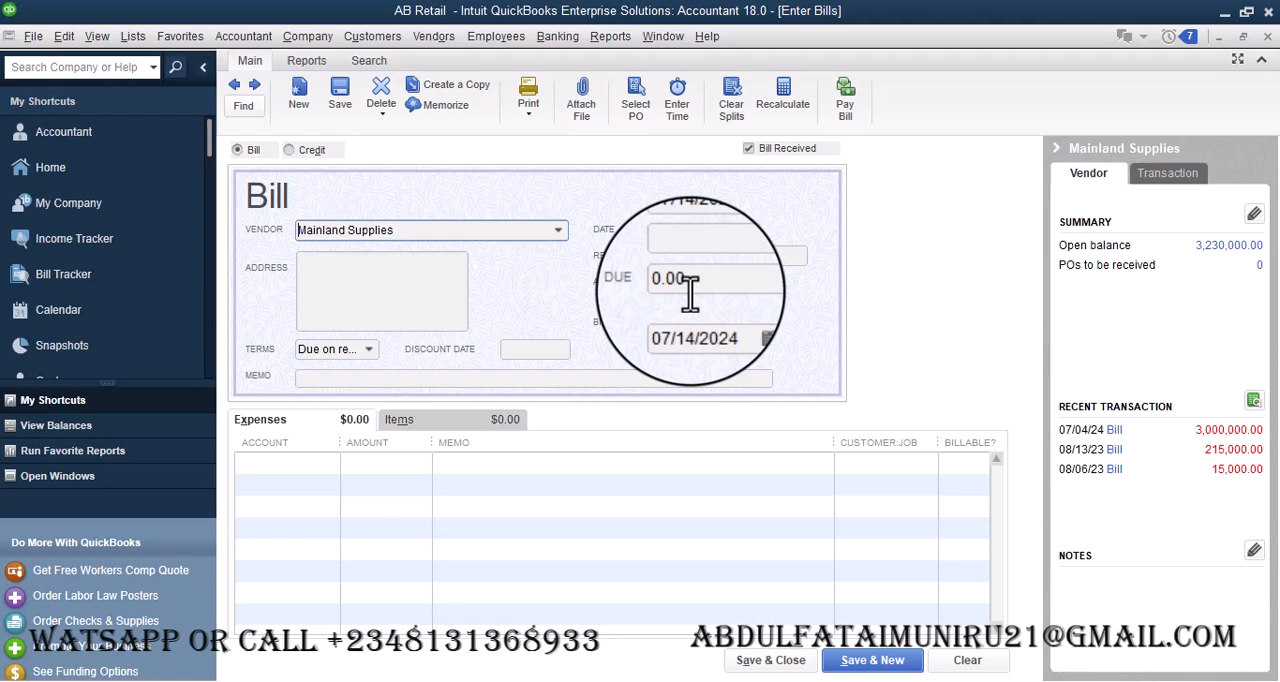 AB Retail - Intuit QuickBooks Enterprise Solutions: Accountant 18.0 - [Enter Bills]
File Edit View Lists Favorites Accountant Company Customers Vendors Employees Banking Reports Window Help
7
Search Company or Help
My Shortcuts
Accountant
Home
My Company
Income Tracker
Bill Tracker
Calendar
Snapshots
My Shortcuts
View Balances
Run Favorite Reports
Open Windows
Do More With QuickBooks
Get Free Workers Comp Quote
Order Labor Law Posters
Order Checks & Supplies
See Funding Options
Main Reports Search
Find
New
Save
Delete
Create a Copy
Memorize
Print
Attach File
Select PO
Enter Time
Clear Splits
Recalculate
Pay Bill
Bill
Credit
Bill Received
Bill
VENDOR Mainland Supplies
ADDRESS
TERMS Due on re...
DISCOUNT DATE
MEMO
DATE
DUE 0.00
07/14/2024
Expenses $0.00
Items $0.00
ACCOUNT AMOUNT MEMO CUSTOMER:JOB BILLABLE?
Save & Close
Save & New
Clear
Mainland Supplies
Vendor Transaction
SUMMARY
Open balance 3,230,000.00
POs to be received 0
RECENT TRANSACTION
07/04/24 Bill 3,000,000.00
08/13/23 Bill 215,000.00
08/06/23 Bill 15,000.00
NOTES
WATSAPP OR CALL +2348131368933
ABDULFATAIMUNIRU21@GMAIL.COM